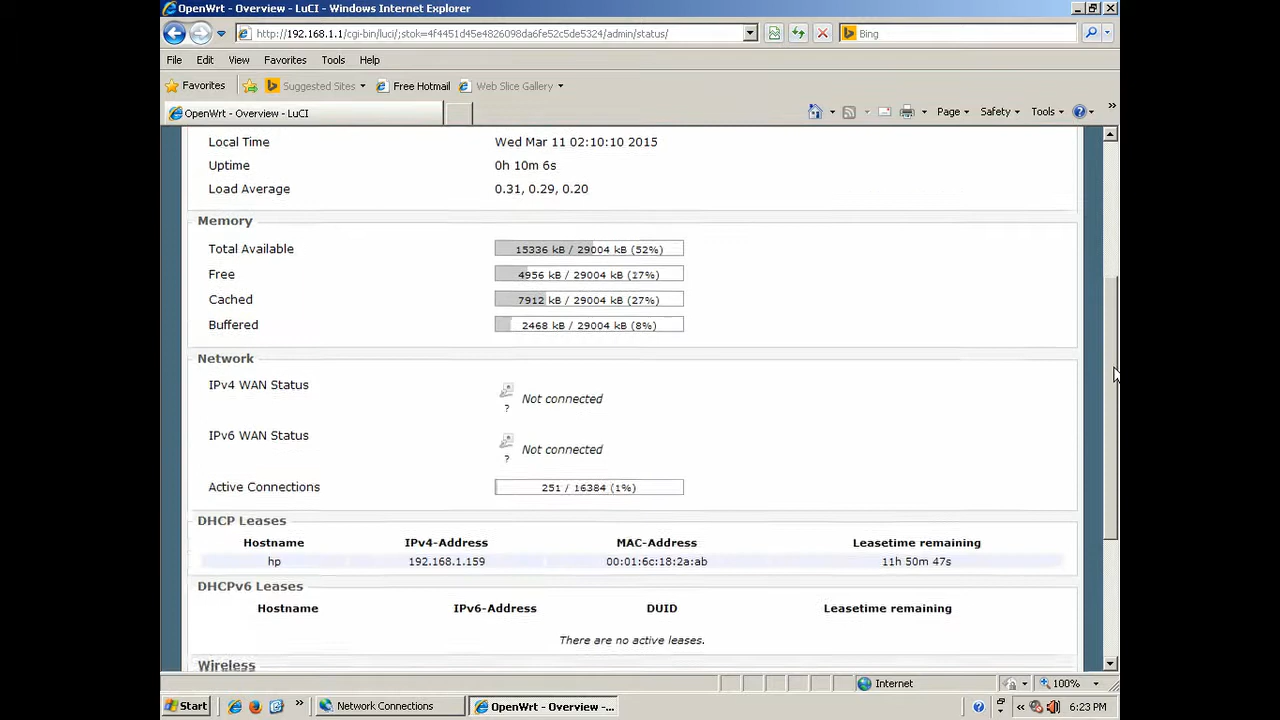 OpenWrt - Overview - LuCI - Windows Internet Explorer
http://192.168.1.1/cgi-bin/luci/;stok=4f4451d45e4826098da6fe52c5de5324/admin/status/
Bing
File Edit View Favorites Tools Help
Favorites Suggested Sites Free Hotmail Web Slice Gallery
OpenWrt - Overview - LuCI
Page Safety Tools
Local Time Wed Mar 11 02:10:10 2015
Uptime 0h 10m 6s
Load Average 0.31, 0.29, 0.20
Memory
Total Available 15336 kB / 29004 kB (52%)
Free 4956 kB / 29004 kB (17%)
Cached 7912 kB / 29004 kB (27%)
Buffered 2468 kB / 29004 kB (8%)
Network
IPv4 WAN Status ? Not connected
IPv6 WAN Status ? Not connected
Active Connections 251 / 16384 (1%)
DHCP Leases
Hostname IPv4-Address MAC-Address Leasetime remaining
hp 192.168.1.159 00:01:6c:18:2a:ab 11h 50m 47s
DHCPv6 Leases
Hostname IPv6-Address DUID Leasetime remaining
There are no active leases.
Wireless
Internet 100%
Start Network Connections OpenWrt - Overview -... 6:23 PM